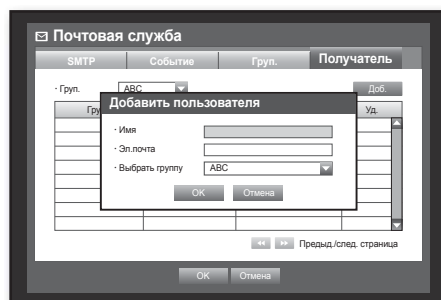 Почтовая служба
SMTP Событие Груп. Получатель
· Груп. ABC Доб.
Гру Уд.
Добавить пользователя
· Имя
· Эл.почта
· Выбрать группу ABC
OK Отмена
Предыд./след. страница
OK Отмена